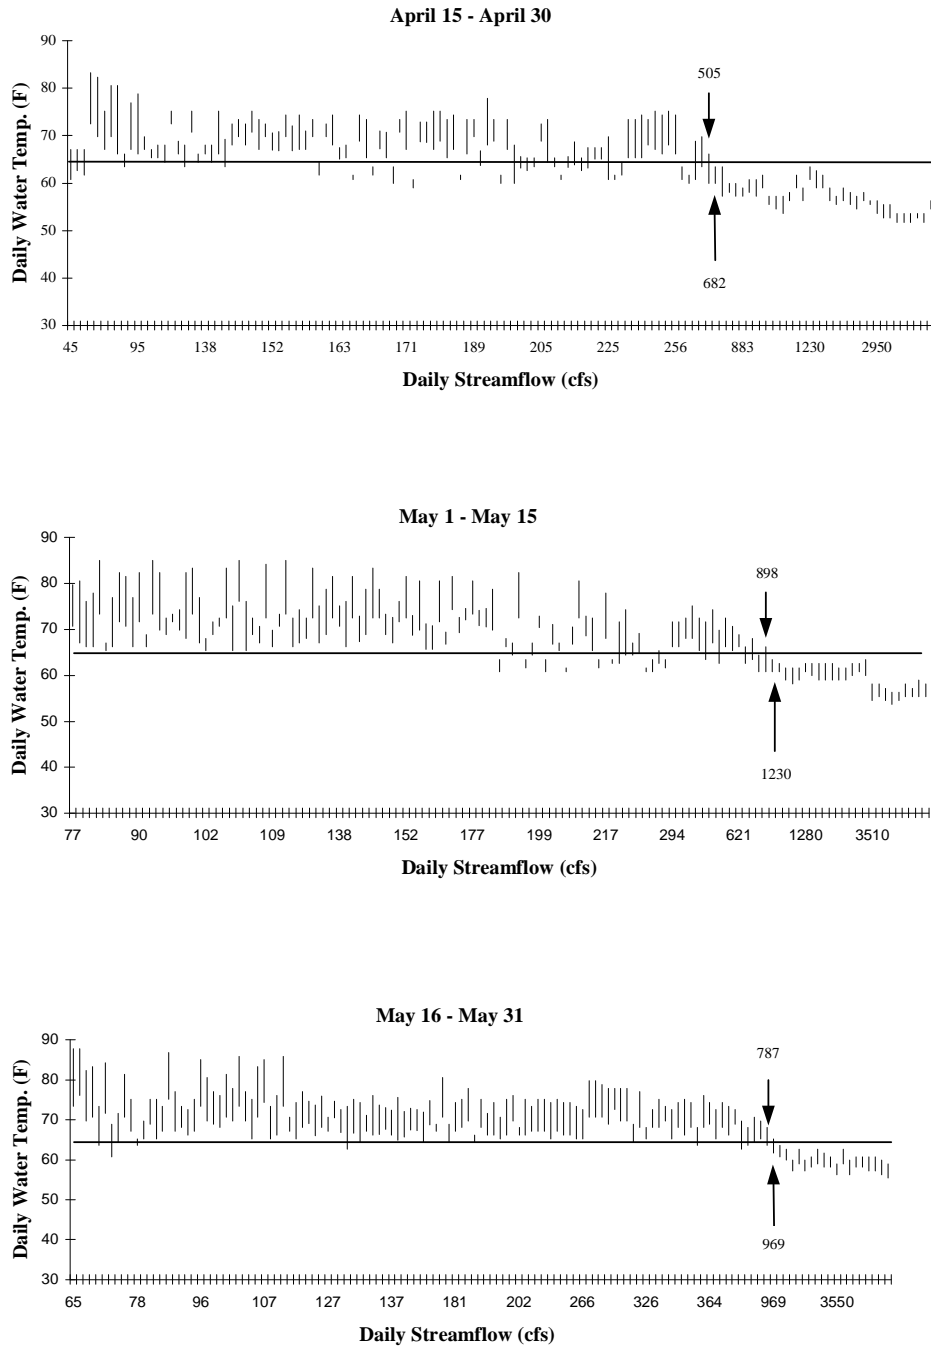 April 15 - April 30
Daily Water Temp. (F)
90
80
70
60
50
40
30
505
682
45 95 138 152 163 171 189 205 225 256 883 1230 2950
Daily Streamflow (cfs)
May 1 - May 15
Daily Water Temp. (F)
90
80
70
60
50
40
30
898
1230
77 90 102 109 138 152 177 199 217 294 621 1280 3510
Daily Streamflow (cfs)
May 16 - May 31
Daily Water Temp. (F)
90
80
70
60
50
40
30
787
969
65 78 96 107 127 137 181 202 266 326 364 969 3550
Daily Streamflow (cfs)